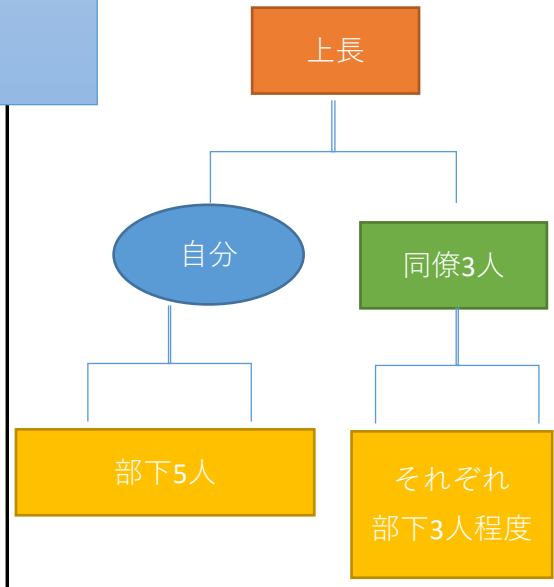 上長
自分
同僚3人
部下5人
それぞれ
部下3人程度